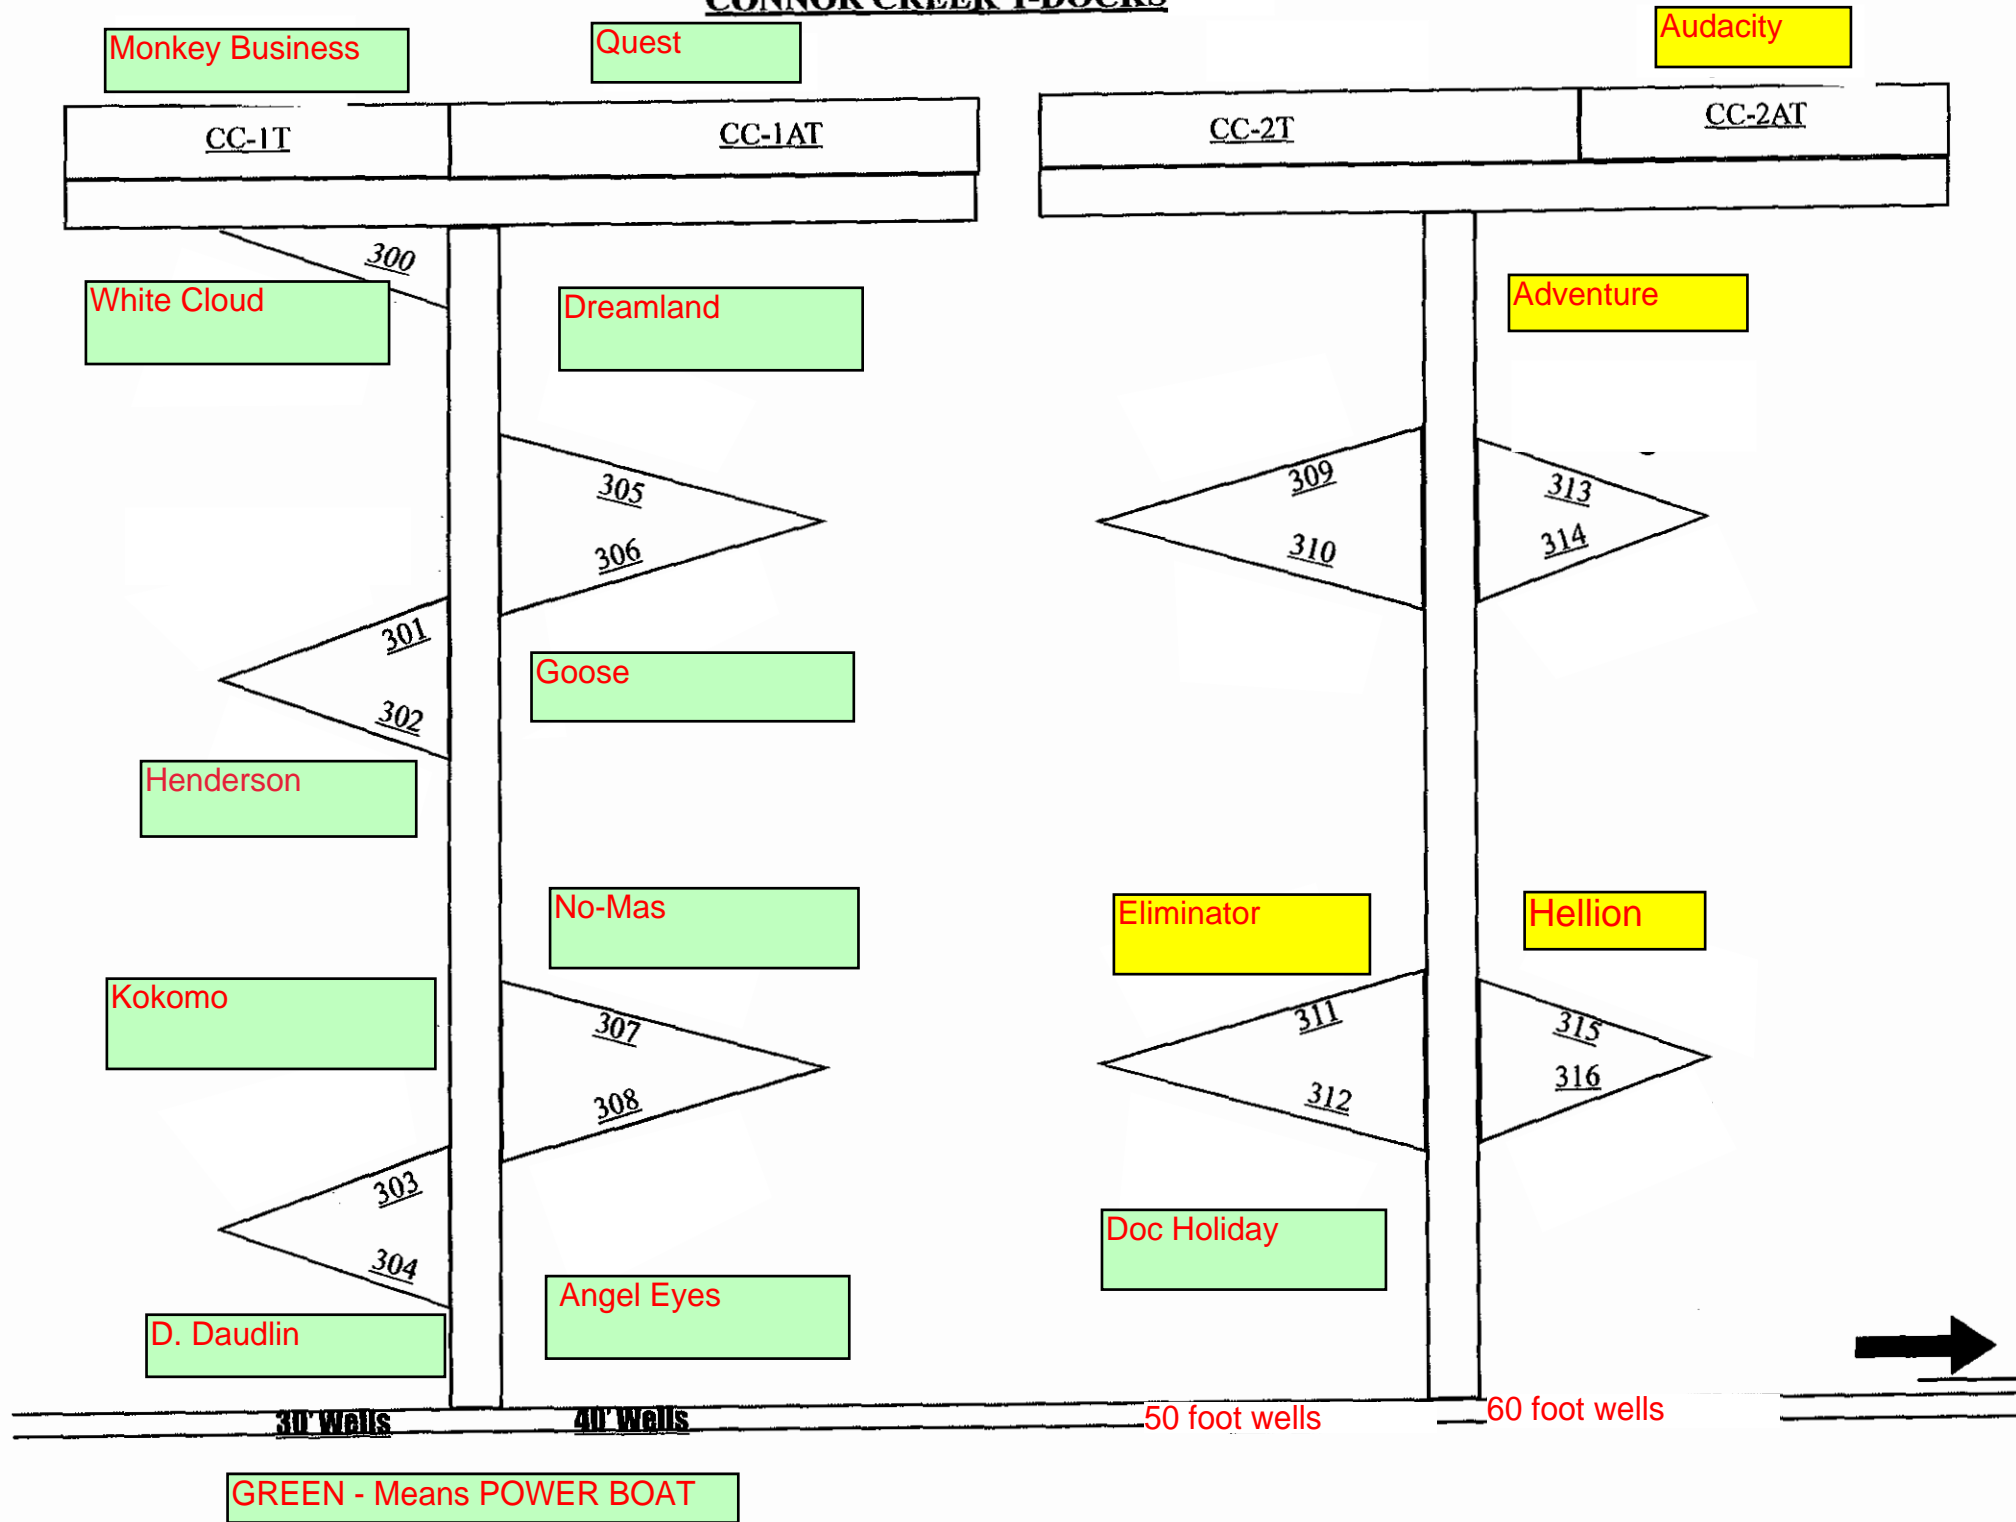 CONNOR CREEK T-DOCKS
Monkey Business
Quest
Audacity
CC-1T
CC-1AT
CC-2T
CC-2AT
300
White Cloud
Dreamland
Adventure
305
306
309
310
313
314
301
302
Goose
Henderson
No-Mas
Eliminator
Hellion
Kokomo
307
308
311
312
315
316
303
304
Doc Holiday
Angel Eyes
D. Daudlin
30' Wells
40' Wells
50 foot wells
60 foot wells
GREEN - Means POWER BOAT